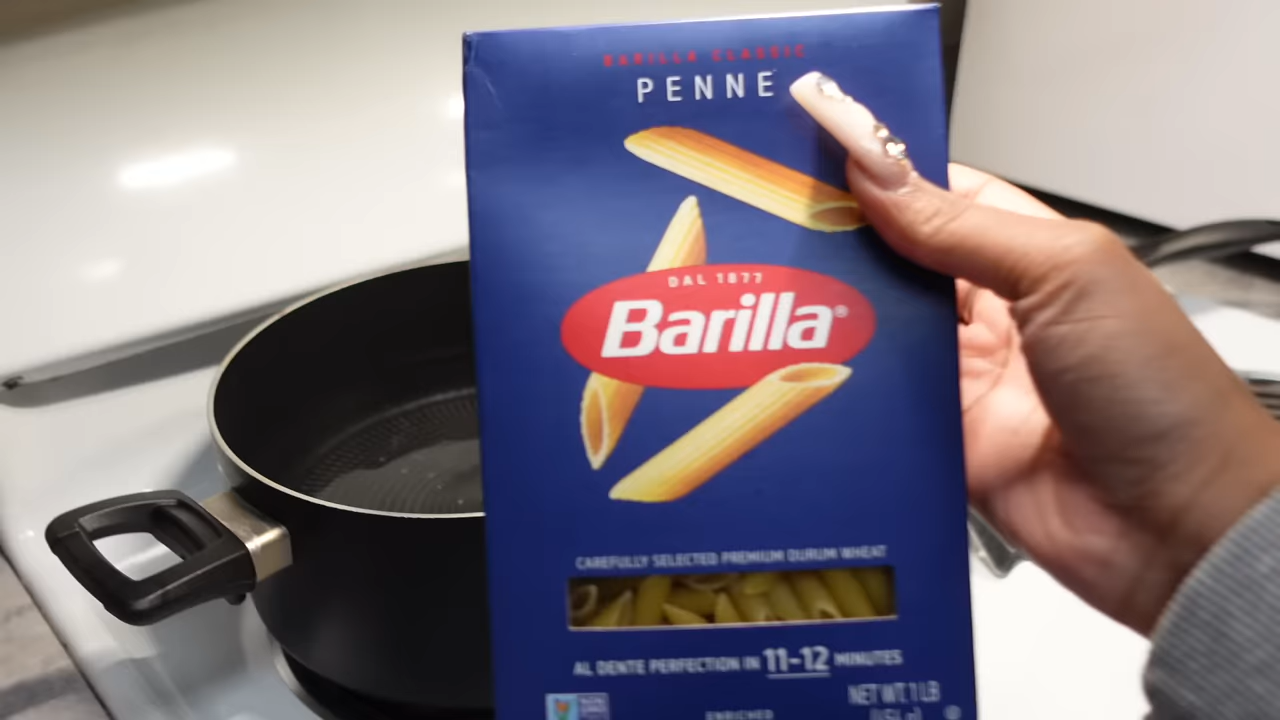 BARILLA CLASSIC
PENNE
DAL 1877
Barilla®
CAREFULLY SELECTED PREMIUM DURUM WHEAT
AL DENTE PERFECTION IN 11-12 MINUTES
NET WT. 1 LB
ENRICHED